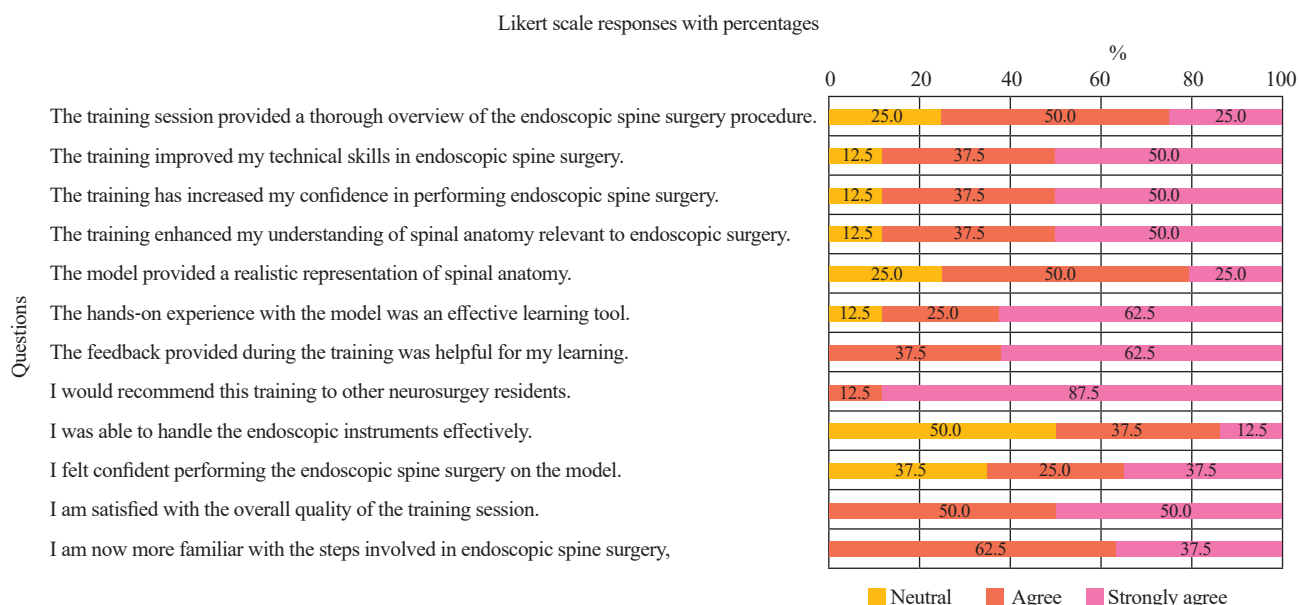 Likert scale responses with percentages
%
0 20 40 60 80 100
Questions
The training session provided a thorough overview of the endoscopic spine surgery procedure. 25.0 50.0 25.0
The training improved my technical skills in endoscopic spine surgery. 12.5 37.5 50.0
The training has increased my confidence in performing endoscopic spine surgery. 12.5 37.5 50.0
The training enhanced my understanding of spinal anatomy relevant to endoscopic surgery. 12.5 37.5 50.0
The model provided a realistic representation of spinal anatomy. 25.0 50.0 25.0
The hands-on experience with the model was an effective learning tool. 12.5 25.0 62.5
The feedback provided during the training was helpful for my learning. 37.5 62.5
I would recommend this training to other neurosurgey residents. 12.5 87.5
I was able to handle the endoscopic instruments effectively. 50.0 37.5 12.5
I felt confident performing the endoscopic spine surgery on the model. 37.5 25.0 37.5
I am satisfied with the overall quality of the training session. 50.0 50.0
I am now more familiar with the steps involved in endoscopic spine surgery, 62.5 37.5
Neutral Agree Strongly agree